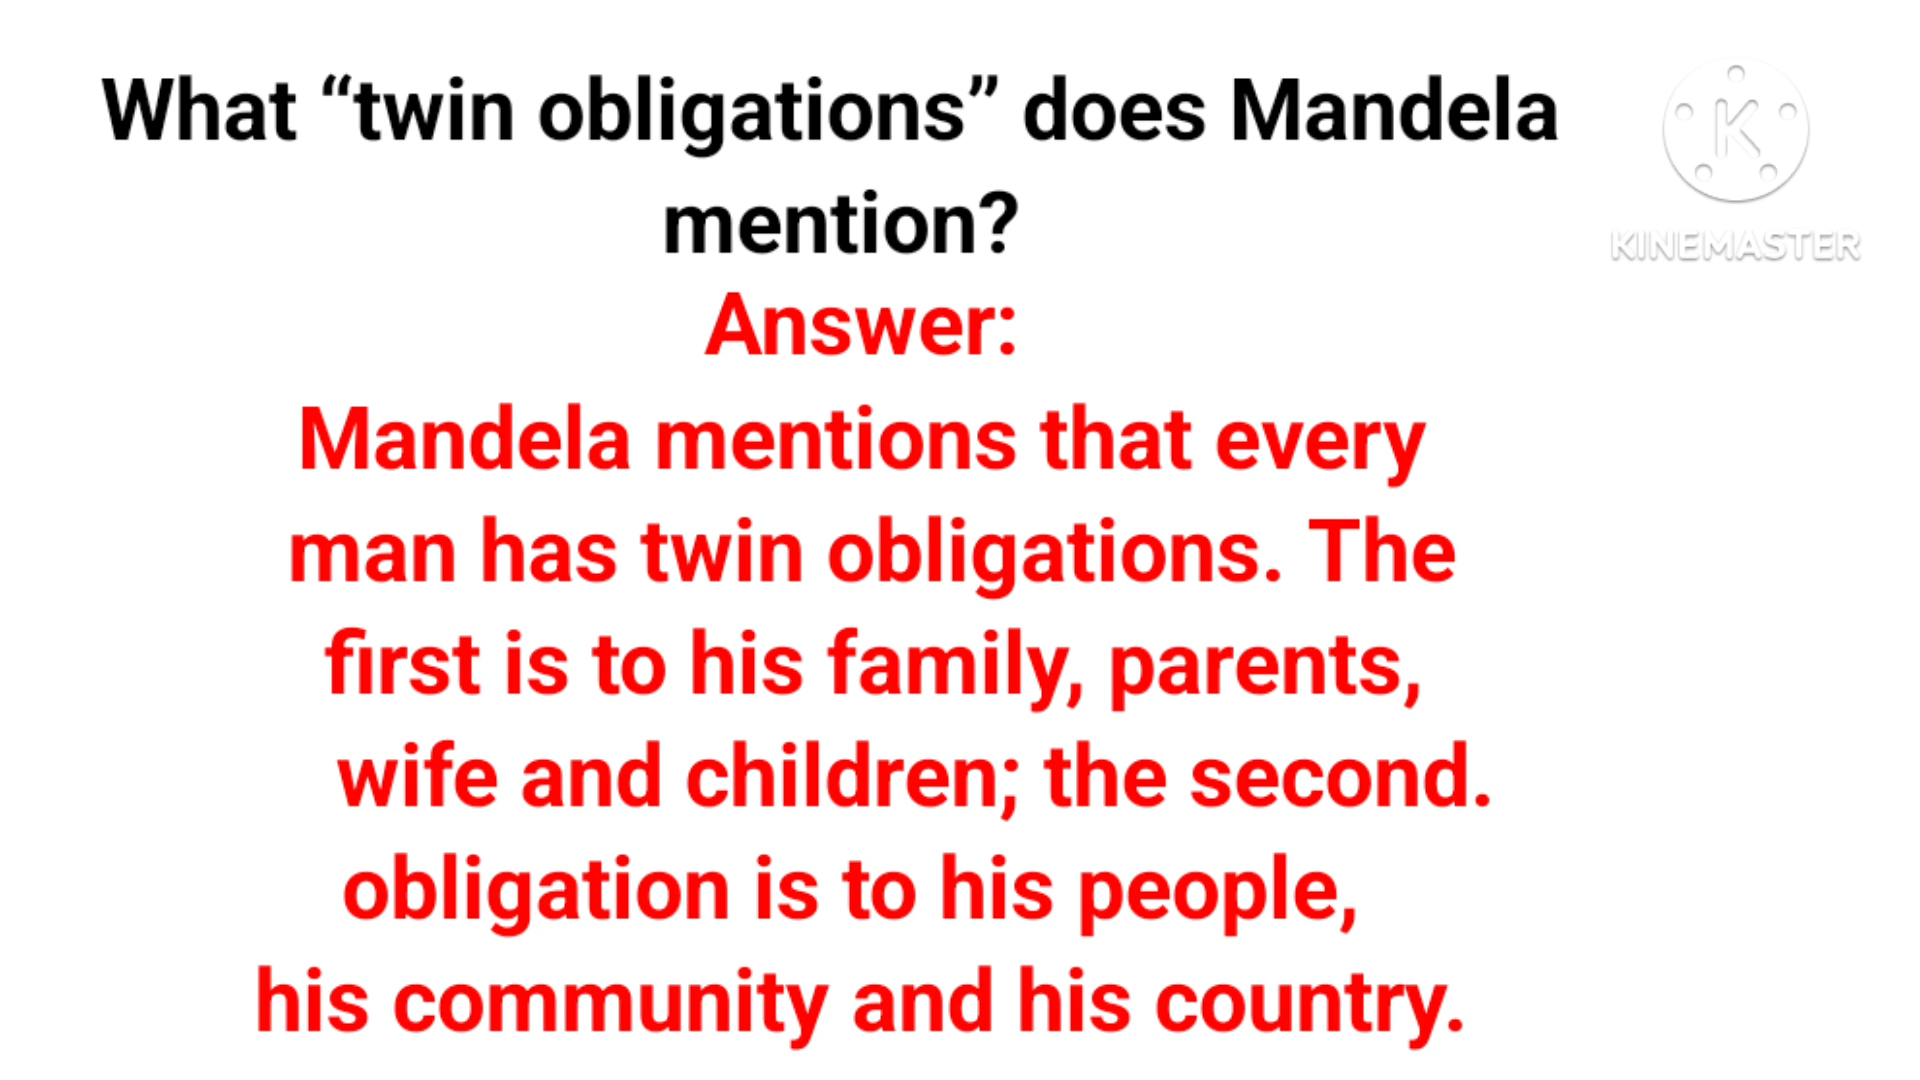 What “twin obligations” does Mandela
mention?
K
KINEMASTER
Answer:
Mandela mentions that every
man has twin obligations. The
first is to his family, parents,
wife and children; the second.
obligation is to his people,
his community and his country.